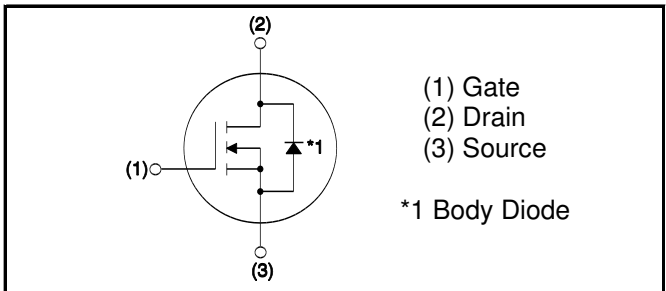 (2)
(1)
*1
(3)
(1) Gate
(2) Drain
(3) Source
*1 Body Diode